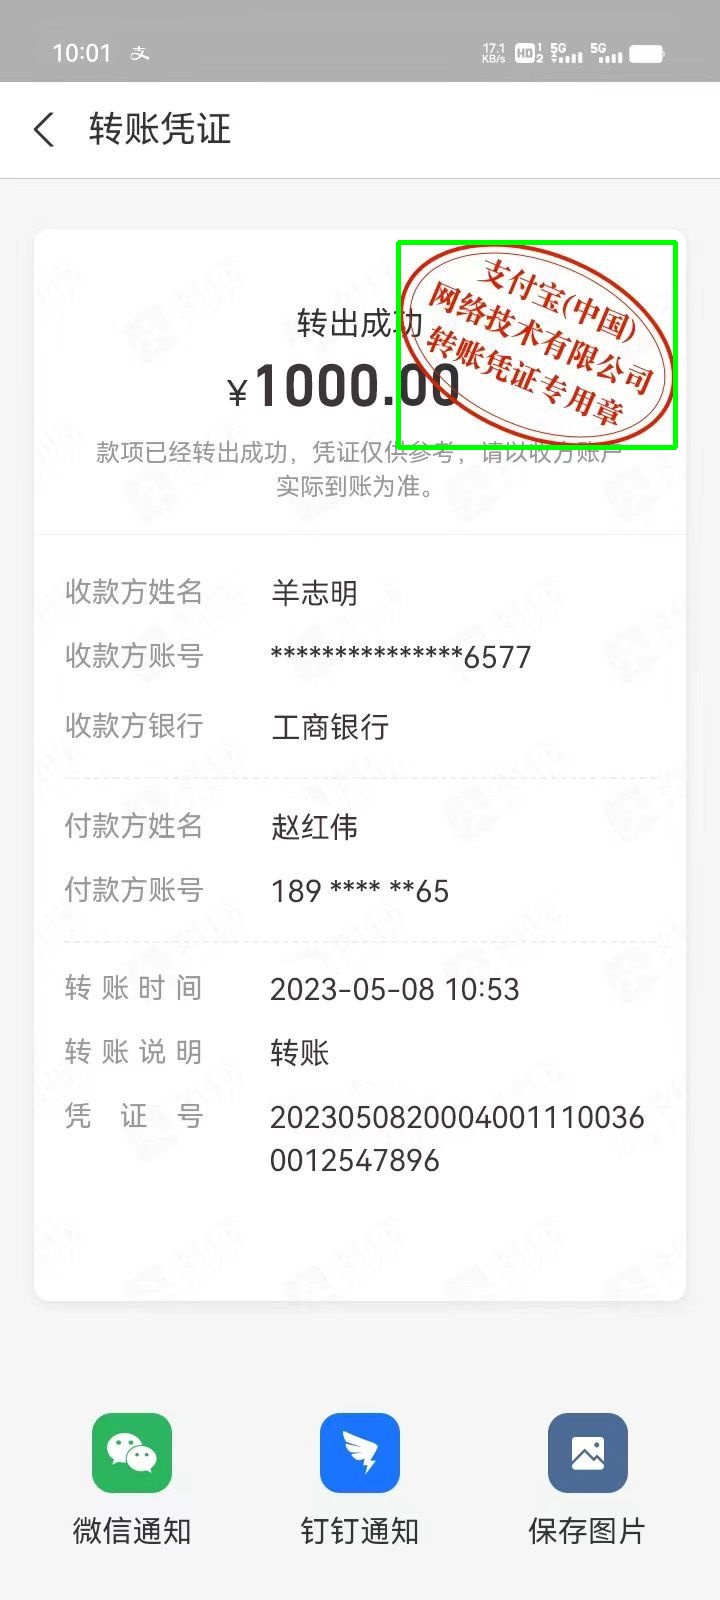 10:01 支 17.1 KB/s HD 1 2 5G 5G
转账凭证
支付宝(中国)
网络技术有限公司
转账凭证专用章
转出成功
¥1000.00
款项已经转出成功，凭证仅供参考，请以收方账户
实际到账为准。
收款方姓名 羊志明
收款方账号 ***************6577
收款方银行 工商银行
付款方姓名 赵红伟
付款方账号 189 **** **65
转账时间 2023-05-08 10:53
转账说明 转账
凭证号 2023050820004001110036
0012547896
微信通知 钉钉通知 保存图片